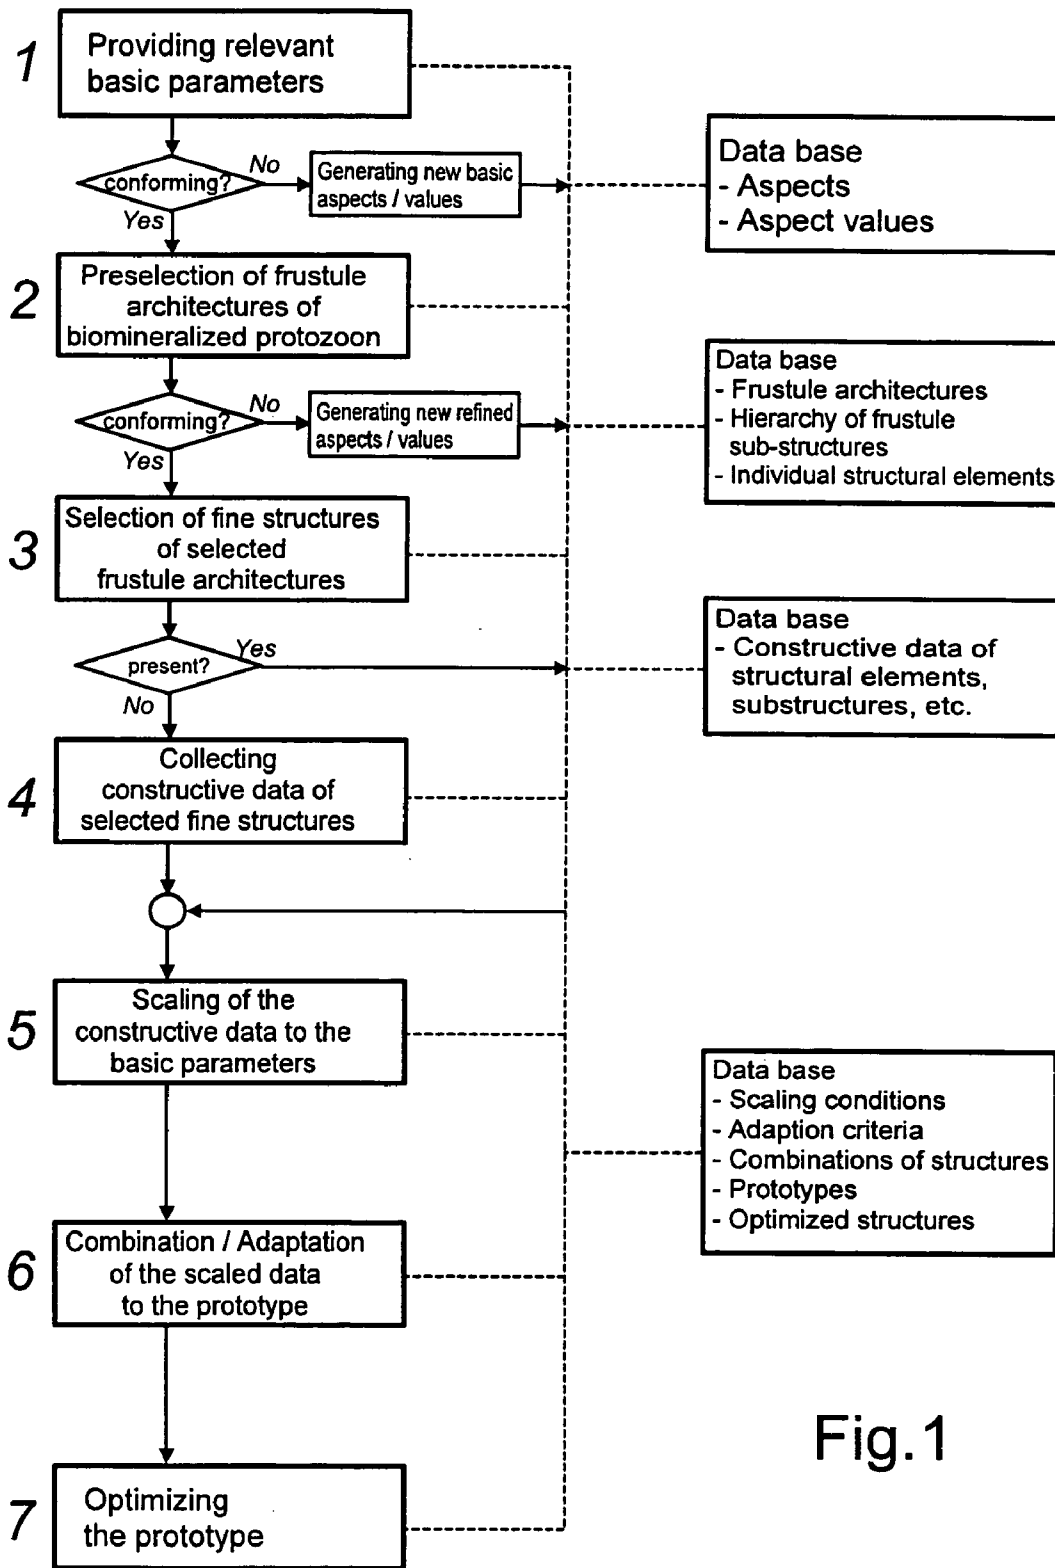 1
Providing relevant
basic parameters
conforming?
No
Generating new basic
aspects / values
Yes
Data base
- Aspects
- Aspect values
2
Preselection of frustule
architectures of
biomineralized protozoon
conforming?
No
Generating new refined
aspects / values
Yes
Data base
- Frustule architectures
- Hierarchy of frustule
sub-structures
- Individual structural elements
3
Selection of fine structures
of selected
frustule architectures
present?
Yes
No
Data base
- Constructive data of
structural elements,
substructures, etc.
4
Collecting
constructive data of
selected fine structures
5
Scaling of the
constructive data to the
basic parameters
Data base
- Scaling conditions
- Adaption criteria
- Combinations of structures
- Prototypes
- Optimized structures
6
Combination / Adaptation
of the scaled data
to the prototype
7
Optimizing
the prototype
Fig.1